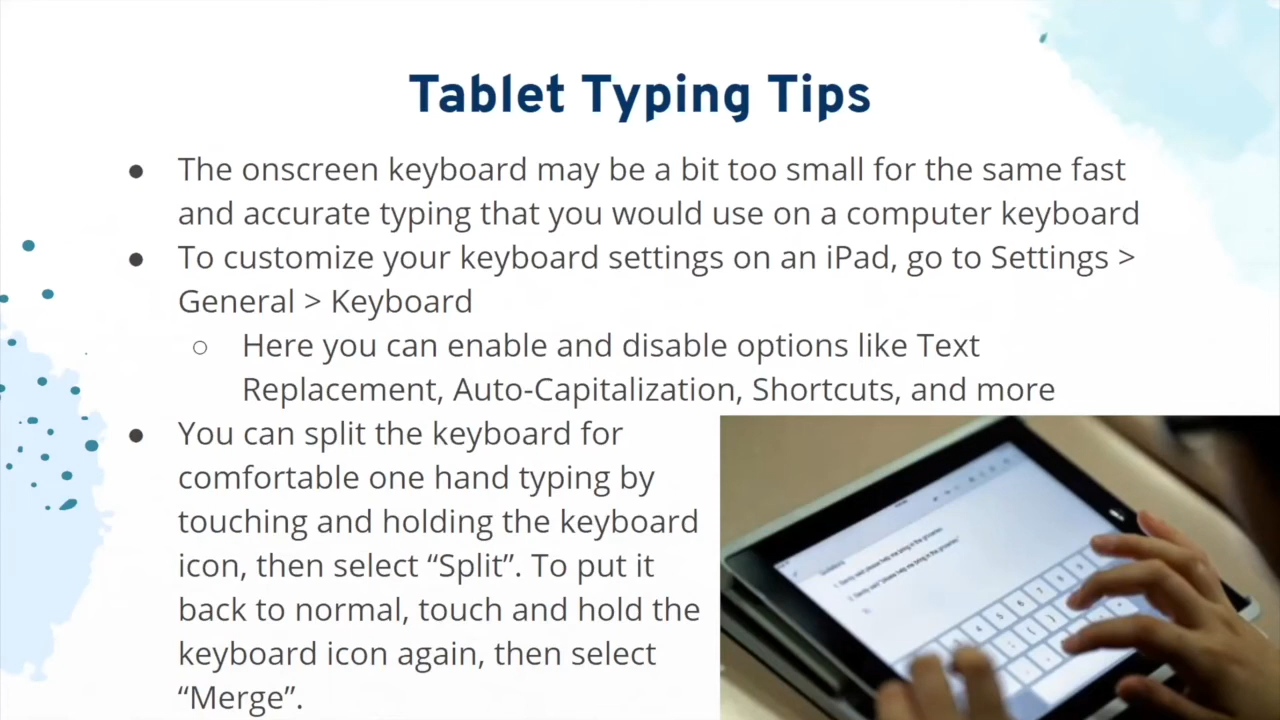 Tablet Typing Tips
● The onscreen keyboard may be a bit too small for the same fast
and accurate typing that you would use on a computer keyboard
● To customize your keyboard settings on an iPad, go to Settings >
General > Keyboard
○ Here you can enable and disable options like Text
Replacement, Auto-Capitalization, Shortcuts, and more
● You can split the keyboard for
comfortable one hand typing by
touching and holding the keyboard
icon, then select “Split”. To put it
back to normal, touch and hold the
keyboard icon again, then select
“Merge”.